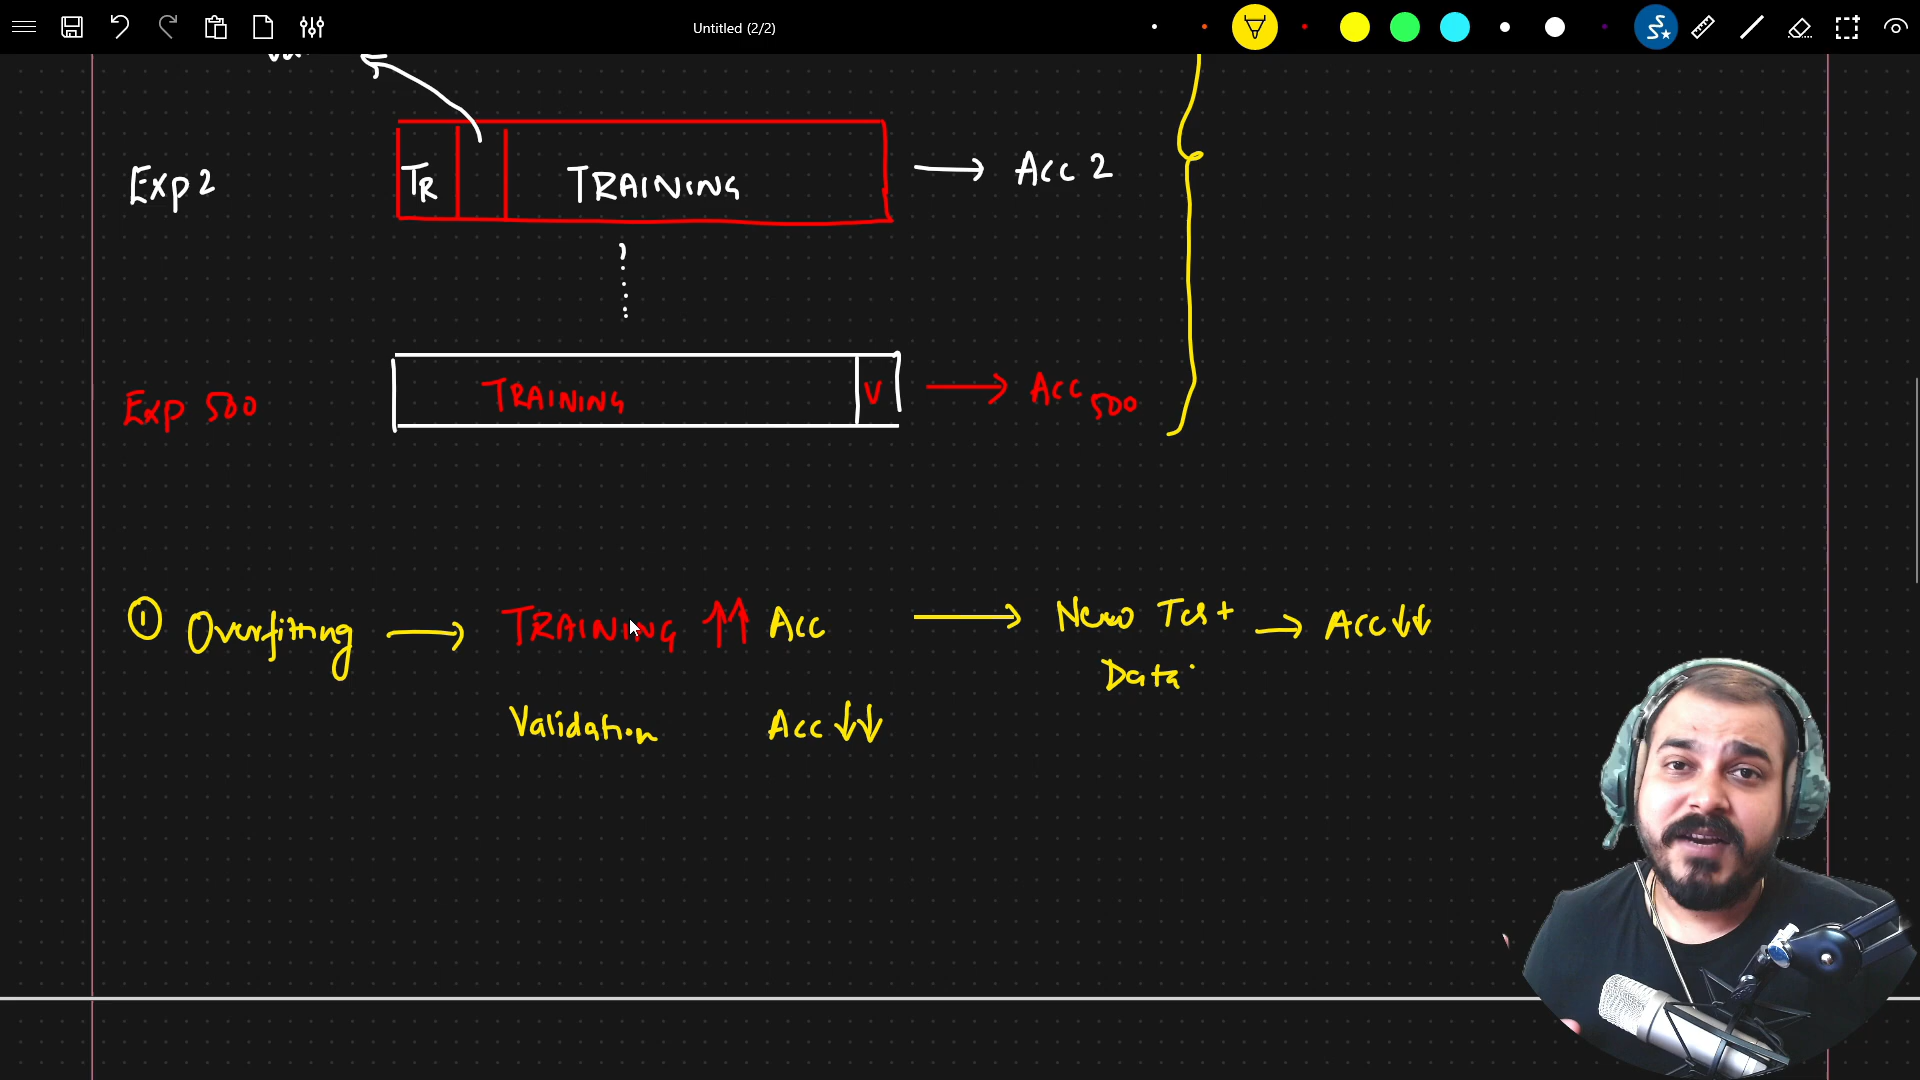 Untitled (2/2)
Exp 2 TR TRAINING → Acc 2
Exp 500 TRAINING V → Acc 500
① Overfitting → TRAINING ↑↑ Acc → New Test → Acc ↓↓
Data
Validation Acc ↓↓